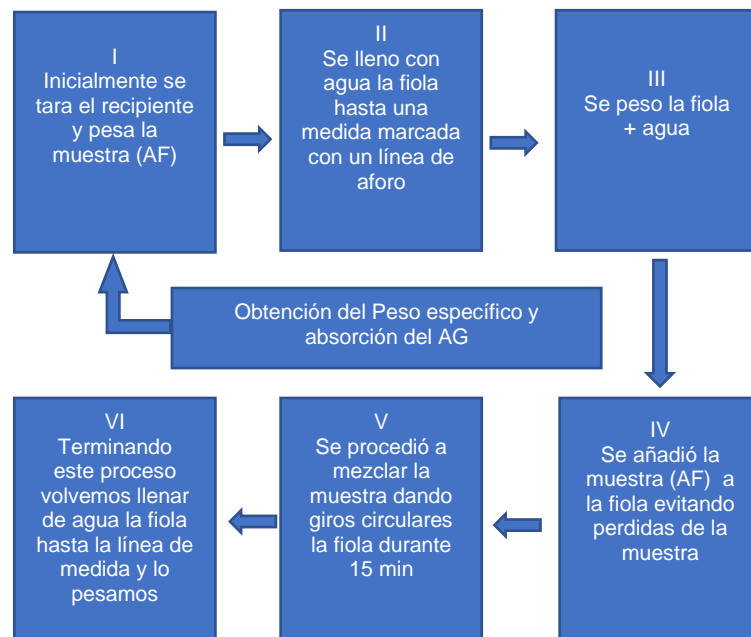 I
Inicialmente se
tara el recipiente
y pesa la
muestra (AF)
II
Se lleno con
agua la fiola
hasta una
medida marcada
con un línea de
aforo
III
Se peso la fiola
+ agua
Obtención del Peso específico y
absorción del AG
IV
Se añadió la
muestra (AF) a
la fiola evitando
perdidas de la
muestra
V
Se procedió a
mezclar la
muestra dando
giros circulares
la fiola durante
15 min
VI
Terminando
este proceso
volvemos llenar
de agua la fiola
hasta la línea de
medida y lo
pesamos